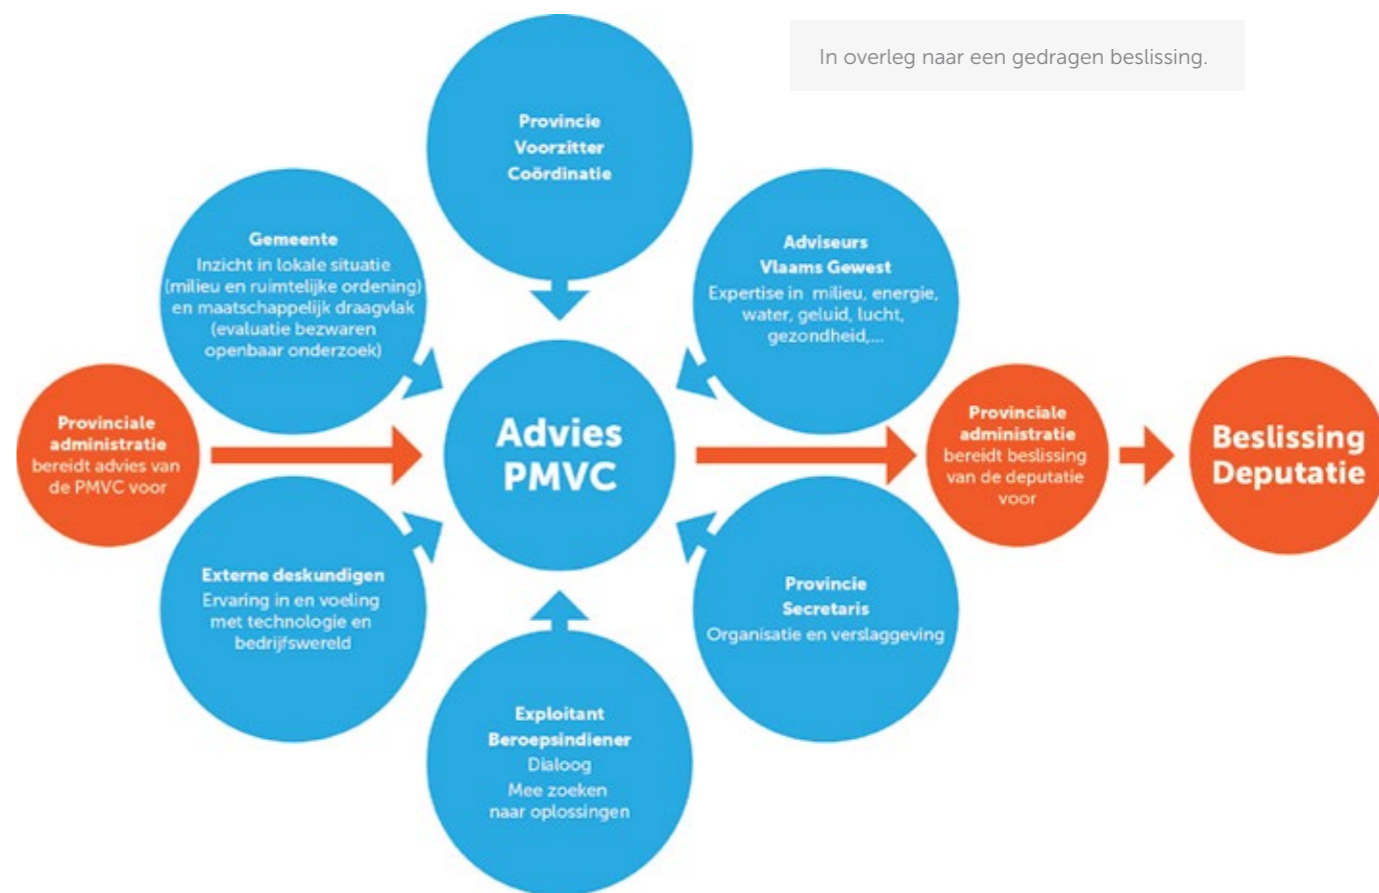 In overleg naar een gedragen beslissing.
Provincie
Voorzitter
Coördinatie
Gemeente
Inzicht in lokale situatie
(milieu en ruimtelijke ordening)
en maatschappelijk draagvlak
(evaluatie bezwaren
openbaar onderzoek)
Adviseurs
Vlaams Gewest
Expertise in milieu, energie,
water, geluid, lucht,
gezondheid,...
Provinciale
administratie
bereidt advies van
de PMVC voor
Advies
PMVC
Provinciale
administratie
bereidt beslissing
van de deputatie
voor
Beslissing
Deputatie
Externe deskundigen
Ervaring in en voeling
met technologie en
bedrijfswereld
Provincie
Secretaris
Organisatie en verslaggeving
Exploitant
Beroepsindiener
Dialoog
Mee zoeken
naar oplossingen